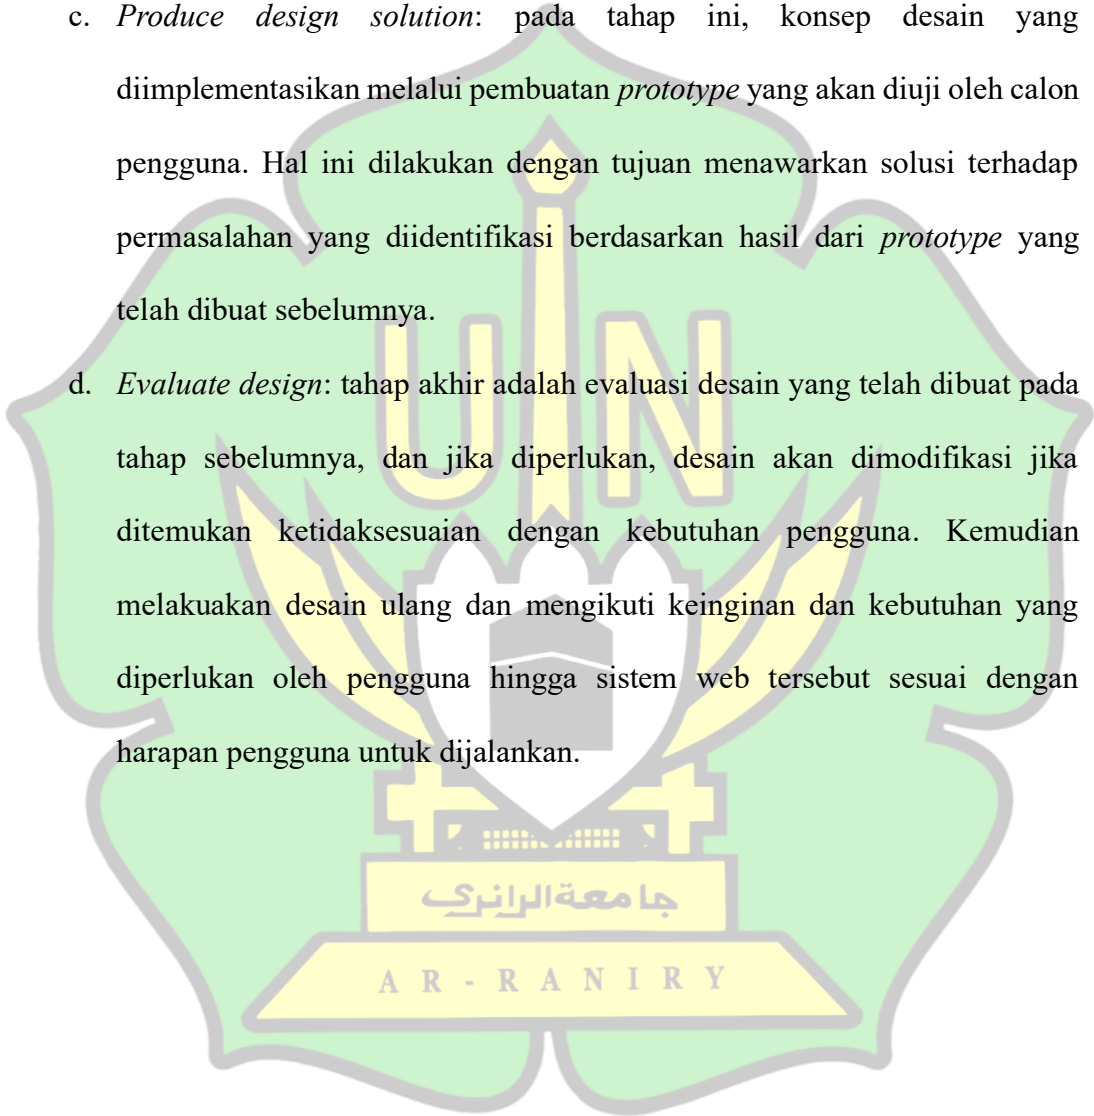 c. Produce design solution: pada tahap ini, konsep desain yang
diimplementasikan melalui pembuatan prototype yang akan diuji oleh calon
pengguna. Hal ini dilakukan dengan tujuan menawarkan solusi terhadap
permasalahan yang diidentifikasi berdasarkan hasil dari prototype yang
telah dibuat sebelumnya.
d. Evaluate design: tahap akhir adalah evaluasi desain yang telah dibuat pada
tahap sebelumnya, dan jika diperlukan, desain akan dimodifikasi jika
ditemukan ketidaksesuaian dengan kebutuhan pengguna. Kemudian
melakuakan desain ulang dan mengikuti keinginan dan kebutuhan yang
diperlukan oleh pengguna hingga sistem web tersebut sesuai dengan
harapan pengguna untuk dijalankan.
UIN
جامعة الرانري
AR-RANIRY